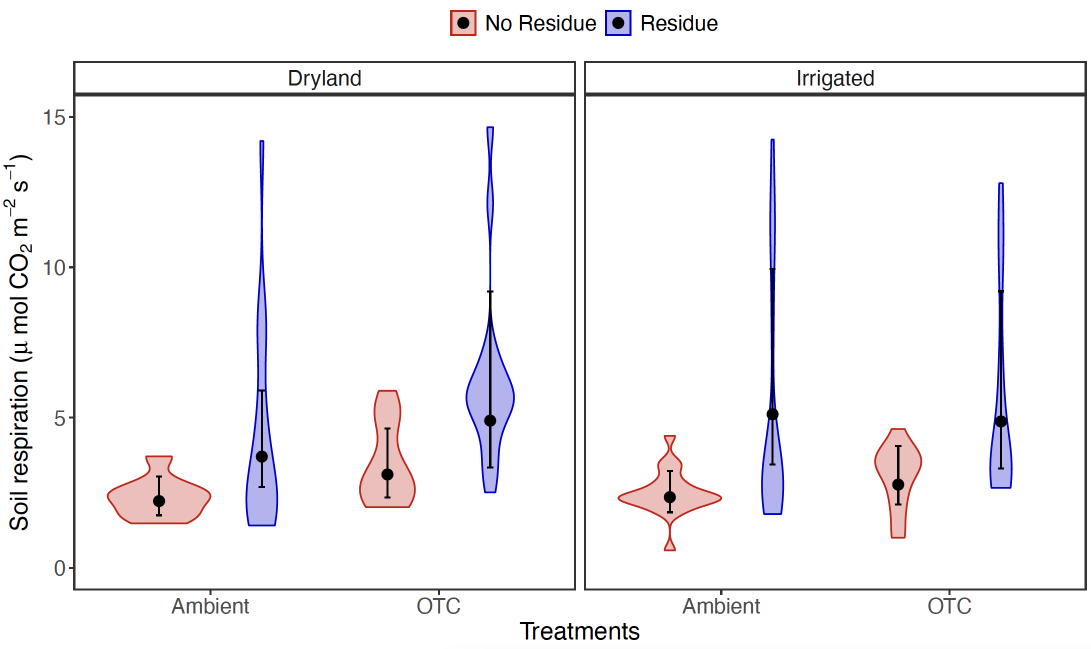 No Residue Residue
Dryland Irrigated
Soil respiration (μ mol CO₂ m⁻² s⁻¹)
15
10
5
0
Ambient OTC Ambient OTC
Treatments